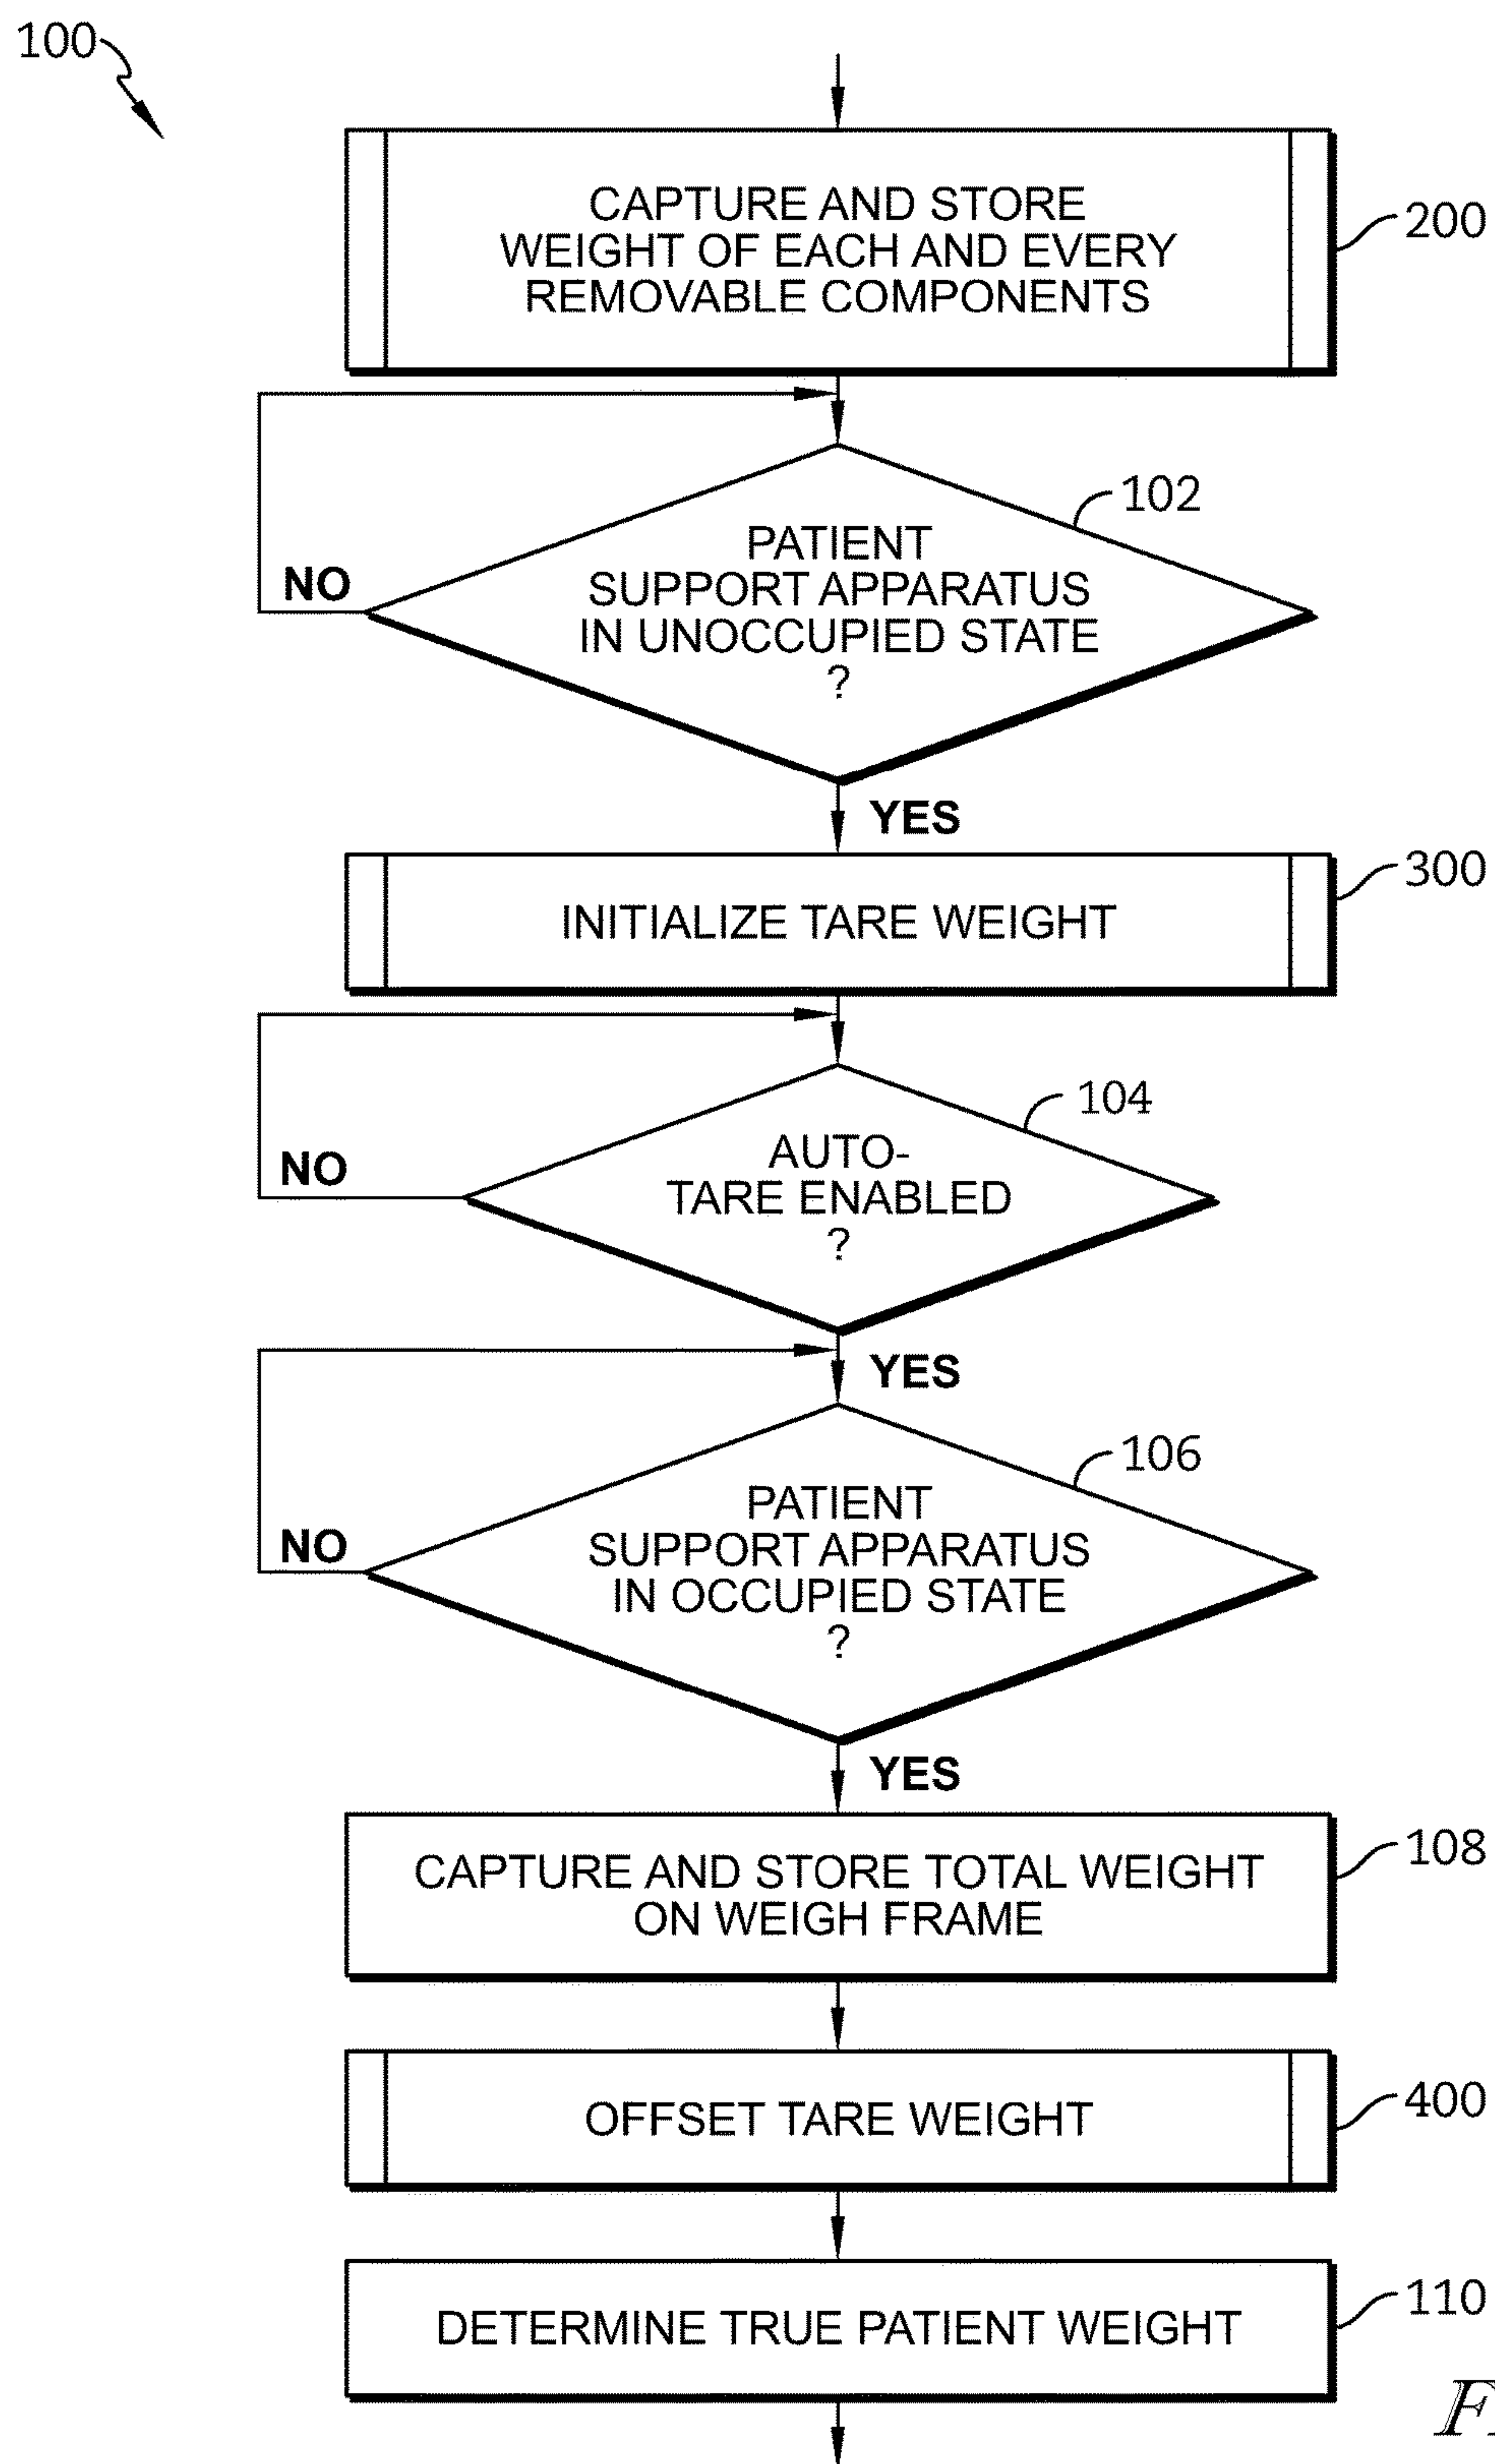 100
CAPTURE AND STORE
WEIGHT OF EACH AND EVERY
REMOVABLE COMPONENTS
200
102
PATIENT
SUPPORT APPARATUS
IN UNOCCUPIED STATE
?
NO
YES
INITIALIZE TARE WEIGHT
300
104
AUTO-
TARE ENABLED
?
NO
YES
106
PATIENT
SUPPORT APPARATUS
IN OCCUPIED STATE
?
NO
YES
CAPTURE AND STORE TOTAL WEIGHT
ON WEIGH FRAME
108
OFFSET TARE WEIGHT
400
DETERMINE TRUE PATIENT WEIGHT
110